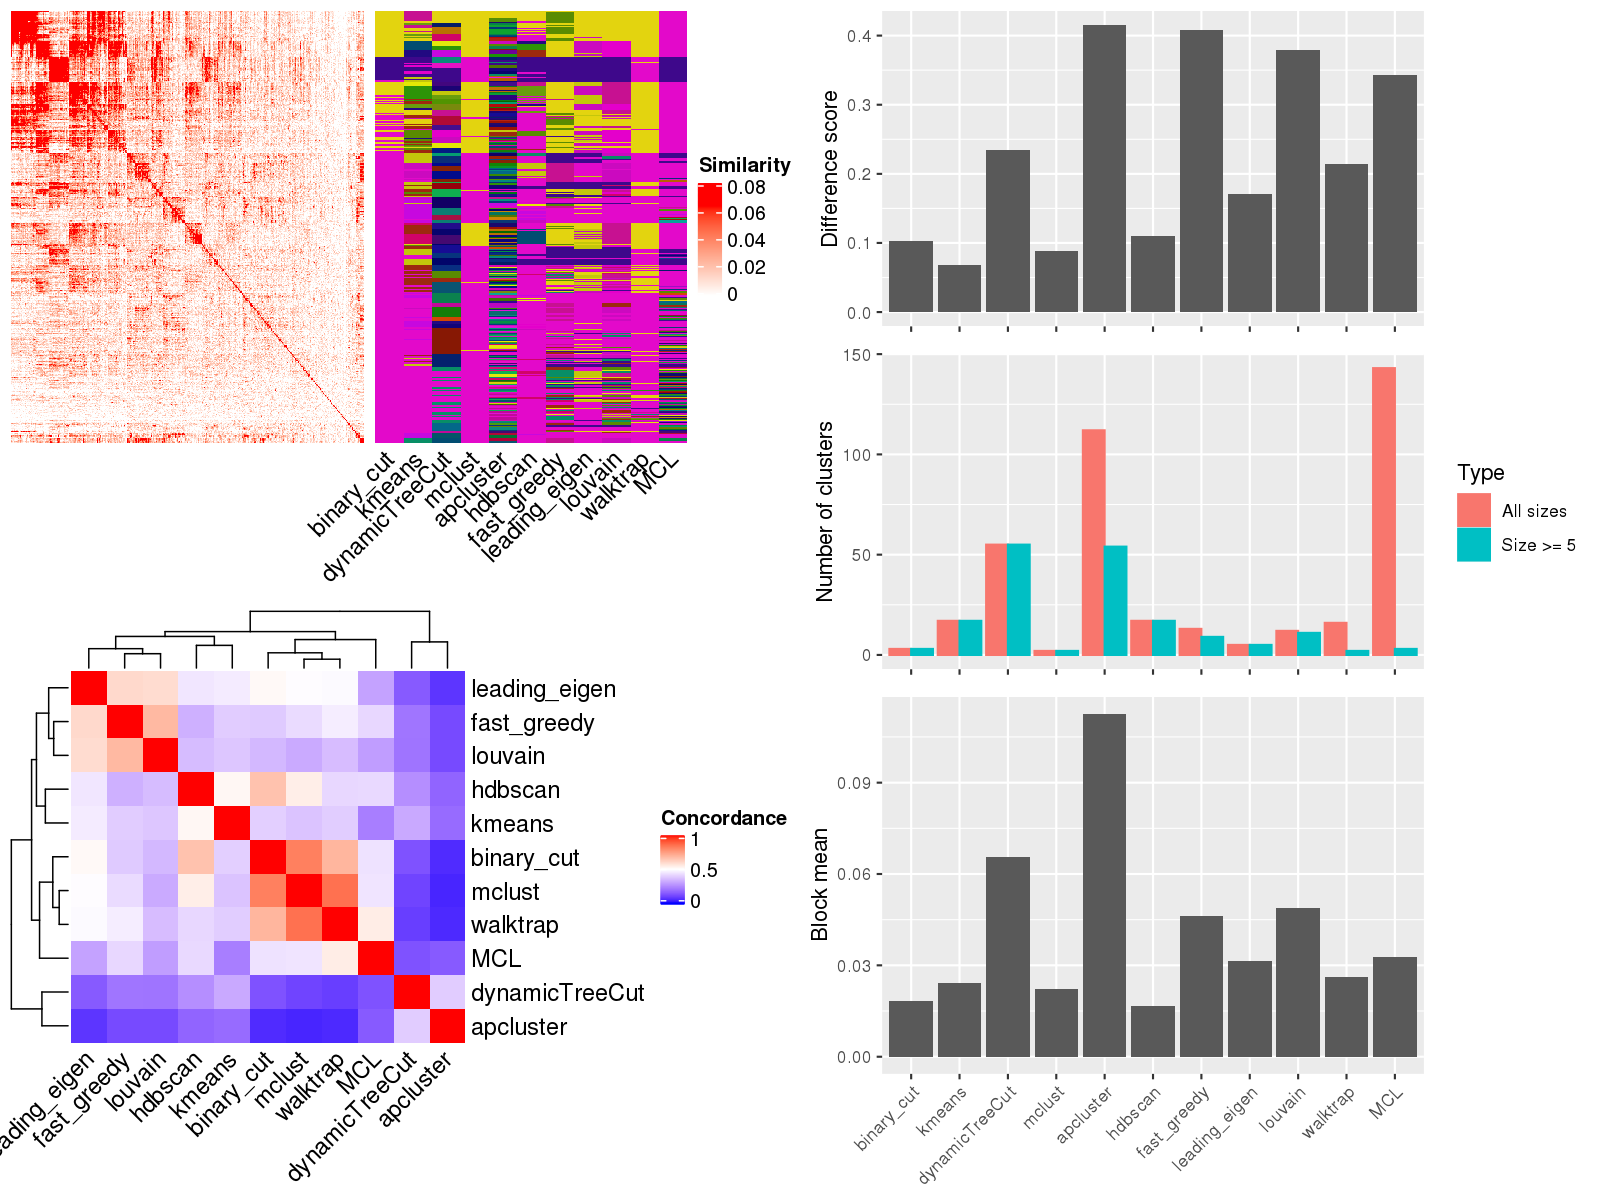 Similarity
0.08
0.06
0.04
0.02
0
binary_cut
kmeans
dynamicTreeCut
mclust
apcluster
hdbscan
fast_greedy
leading_eigen
louvain
walktrap
MCL
Difference score
0.4
0.3
0.2
0.1
0.0
Number of clusters
150
100
50
0
Type
All sizes
Size >= 5
leading_eigen
fast_greedy
louvain
hdbscan
kmeans
binary_cut
mclust
walktrap
MCL
dynamicTreeCut
apcluster
Concordance
1
0.5
0
eading_eigen
fast_greedy
louvain
hdbscan
kmeans
binary_cut
mclust
walktrap
MCL
dynamicTreeCut
apcluster
Block mean
0.09
0.06
0.03
0.00
binary_cut
kmeans
dynamicTreeCut
mclust
apcluster
hdbscan
fast_greedy
leading_eigen
louvain
walktrap
MCL